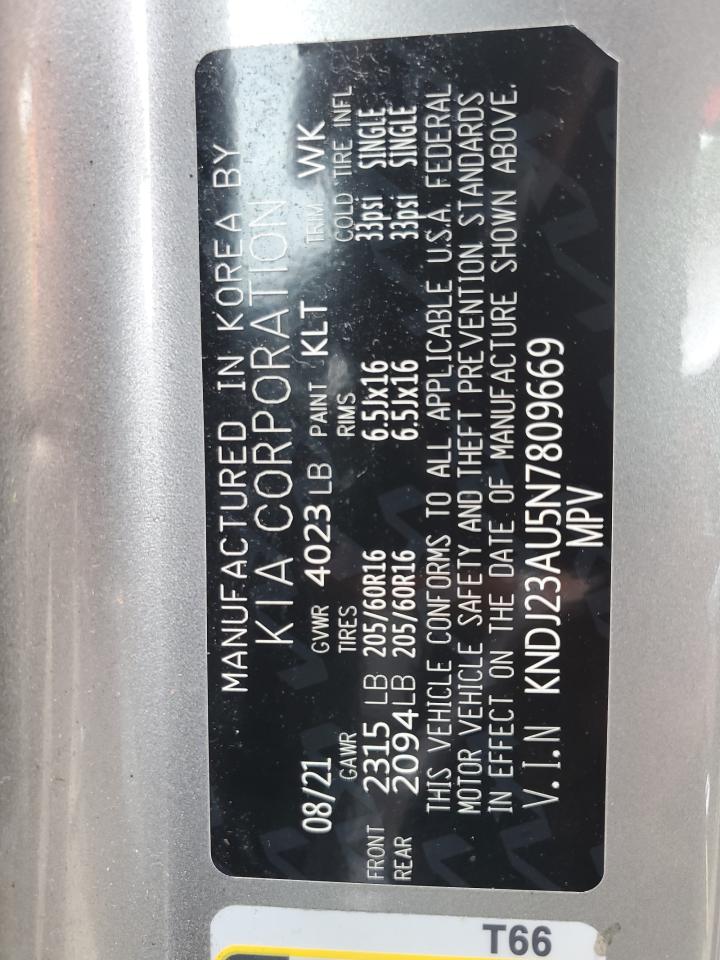 MANUFACTURED IN KOREA BY
KIA CORPORATION
08/21 GVWR 4023 LB PAINT KLT TRIM WK
GAWR TIRES RIMS COLD TIRE INFL
FRONT 2315 LB 205/60R16 6.5Jx16 33psi SINGLE
REAR 2094 LB 205/60R16 6.5Jx16 33psi SINGLE
THIS VEHICLE CONFORMS TO ALL APPLICABLE U.S.A. FEDERAL
MOTOR VEHICLE SAFETY AND THEFT PREVENTION STANDARDS
IN EFFECT ON THE DATE OF MANUFACTURE SHOWN ABOVE.
V.I.N KNDJ23AU5N7809669
MPV
T66